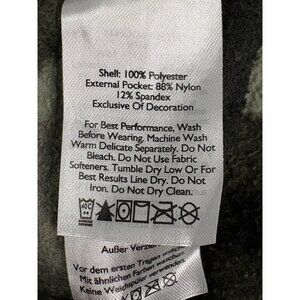 Shell: 100% Polyester
External Pocket: 88% Nylon
12% Spandex
Exclusive Of Decoration
For Best Performance, Wash
Before Wearing. Machine Wash
Warm Delicate Separately. Do Not
Bleach. Do Not Use Fabric
Softeners. Tumble Dry Low Or For
Best Results Line Dry. Do Not
Iron. Do Not Dry Clean.
Außer
Vor dem ersten Tragen
Mit ähnlichen Farben waschen
Keine Weichspüler